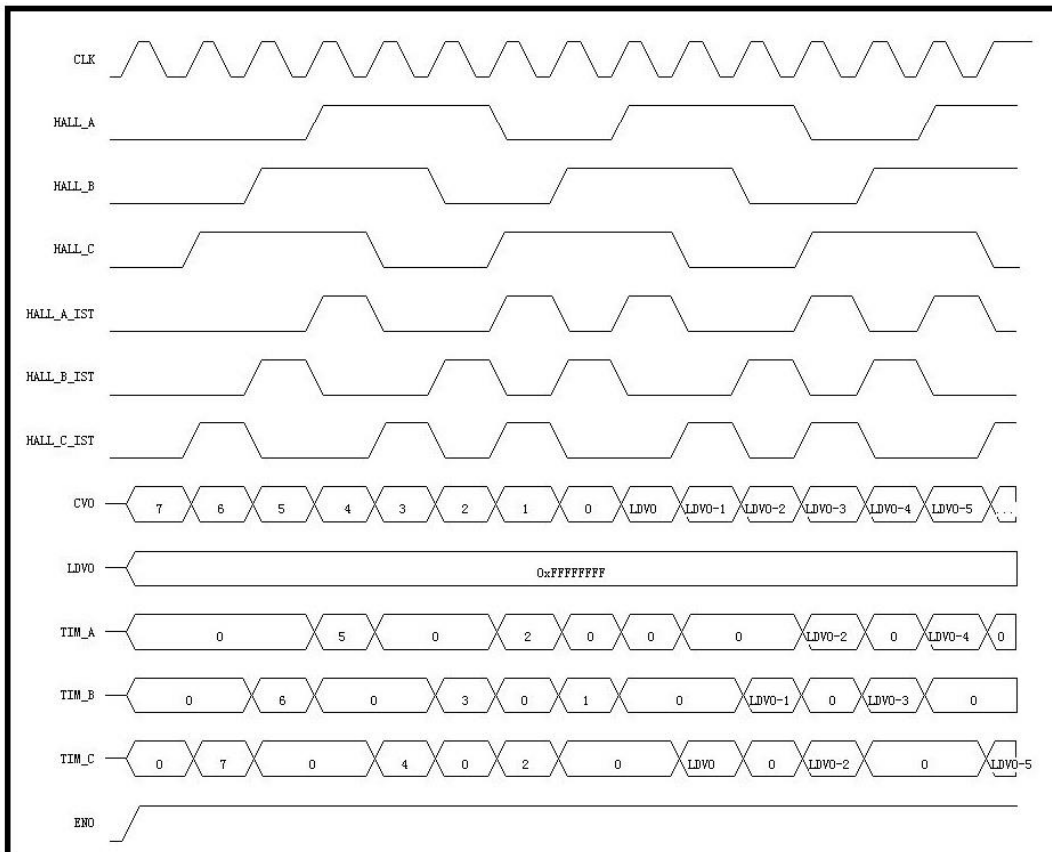 CLK
HALL_A
HALL_B
HALL_C
HALL_A_IST
HALL_B_IST
HALL_C_IST
CVO 7 6 5 4 3 2 1 0 LDVO LDVO-1 LDVO-2 LDVO-3 LDVO-4 LDVO-5 ...
LDVO 0xFFFFFFFF
TIM_A 0 5 0 2 0 0 0 LDVO-2 0 LDVO-4 0
TIM_B 0 6 0 3 0 1 0 LDVO-1 0 LDVO-3 0
TIM_C 0 7 0 4 0 2 0 LDVO 0 LDVO-2 0 LDVO-5
ENO